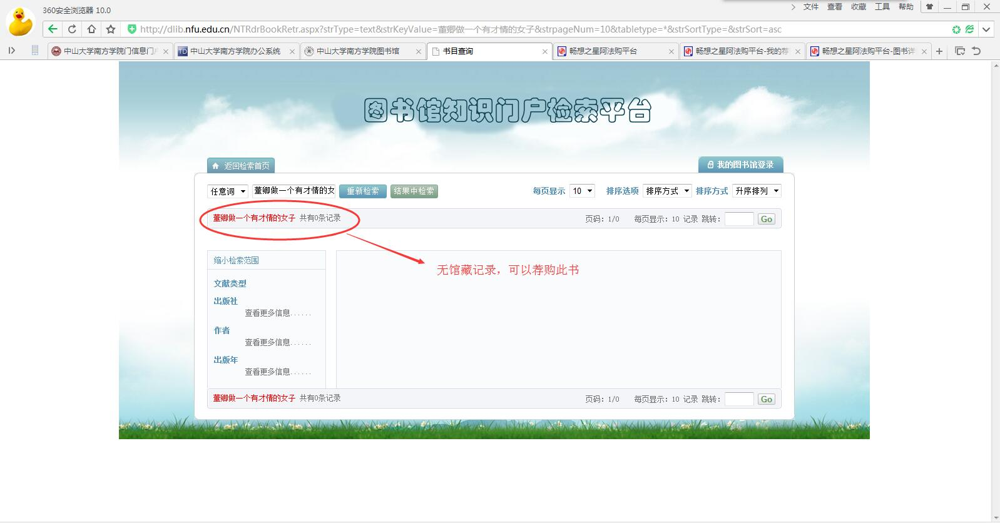 360安全浏览器 10.0
文件 查看 收藏 工具 帮助
http://dlib.nfu.edu.cn/NTRdrBookRetr.aspx?strType=text&strKeyValue=董卿做一个有才情的女子&strpageNum=10&tabletype=*&strSortType=&strSort=asc
中山大学南方学院门信息门户 中山大学南方学院办公系统 中山大学南方学院图书馆 书目查询 畅想之星阿法购平台 畅想之星阿法购平台-我的荐 畅想之星阿法购平台-图书详
图书馆知识门户检索平台
返回检索首页 我的图书馆登录
任意词 董卿做一个有才情的女 重新检索 结果中检索 每页显示 10 排序选项 排序方式 排序方式 升序排列
董卿做一个有才情的女子 共有0条记录 页码：1/0 每页显示：10 记录 跳转： Go
无馆藏记录，可以荐购此书
缩小检索范围
文献类型
出版社
查看更多信息......
作者
查看更多信息......
出版年
查看更多信息......
董卿做一个有才情的女子 共有0条记录 页码：1/0 每页显示：10 记录 跳转： Go